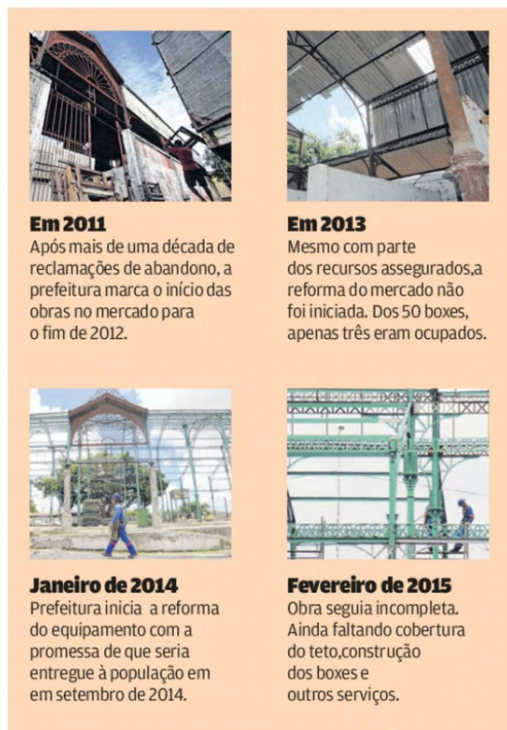 Em 2011
Após mais de uma década de
reclamações de abandono, a
prefeitura marca o início das
obras no mercado para
o fim de 2012.
Em 2013
Mesmo com parte
dos recursos assegurados,a
reforma do mercado não
foi iniciada. Dos 50 boxes,
apenas três eram ocupados.
Janeiro de 2014
Prefeitura inicia a reforma
do equipamento com a
promessa de que seria
entregue à população em
em setembro de 2014.
Fevereiro de 2015
Obra seguia incompleta.
Ainda faltando cobertura
do teto,construção
dos boxes e
outros serviços.